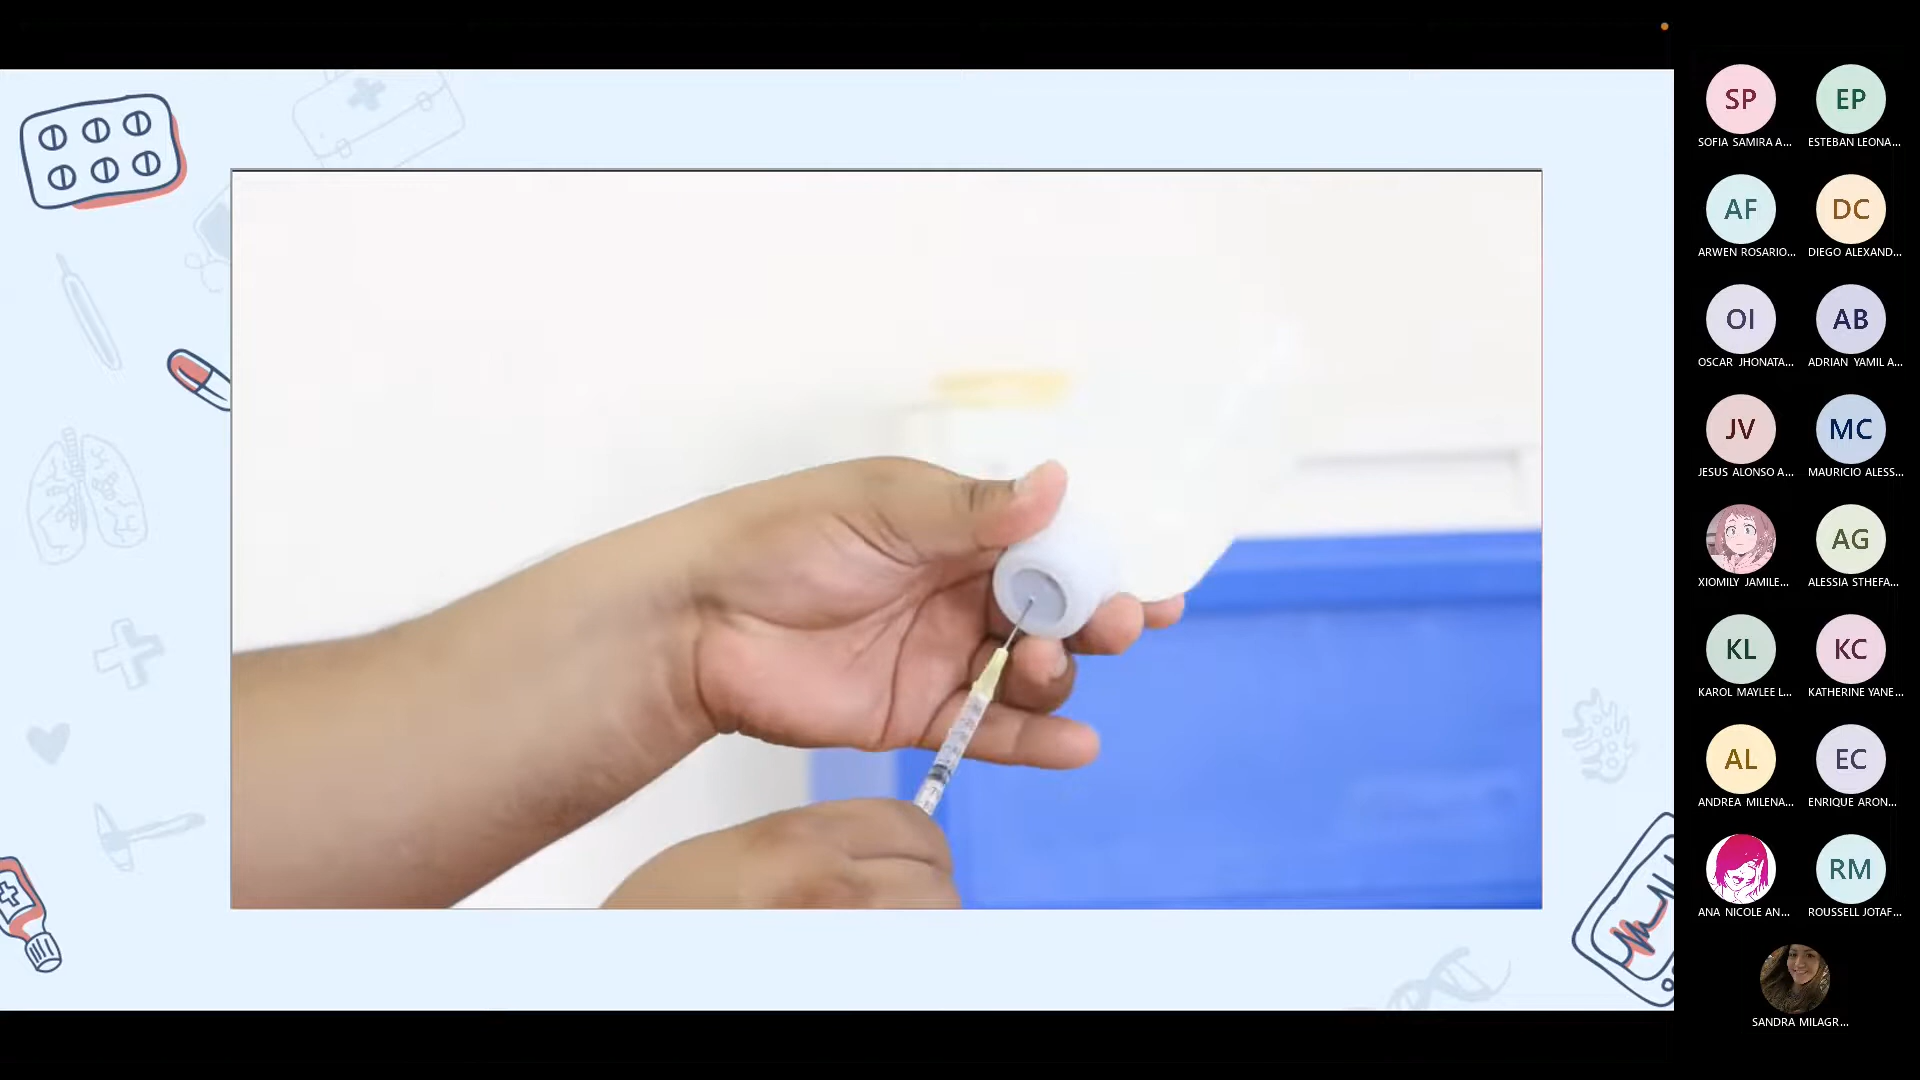 SP
EP
SOFIA SAMIRA A...
ESTEBAN LEONA...
AF
DC
ARWEN ROSARIO...
DIEGO ALEXAND...
OI
AB
OSCAR JHONATA...
ADRIAN YAMIL A...
JV
MC
JESUS ALONSO A...
MAURICIO ALESS...
AG
XIOMILY JAMILE...
ALESSIA STHEFA...
KL
KC
KAROL MAYLEE L...
KATHERINE YANE...
AL
EC
ANDREA MILENA...
ENRIQUE ARON...
RM
ANA NICOLE AN...
ROUSSELL JOTAF...
SANDRA MILAGR...